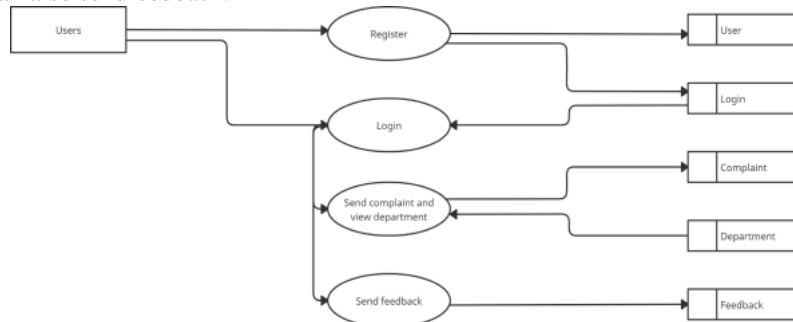 Users
Register
User
Login
Login
Send complaint and
view department
Complaint
Department
Send feedback
Feedback